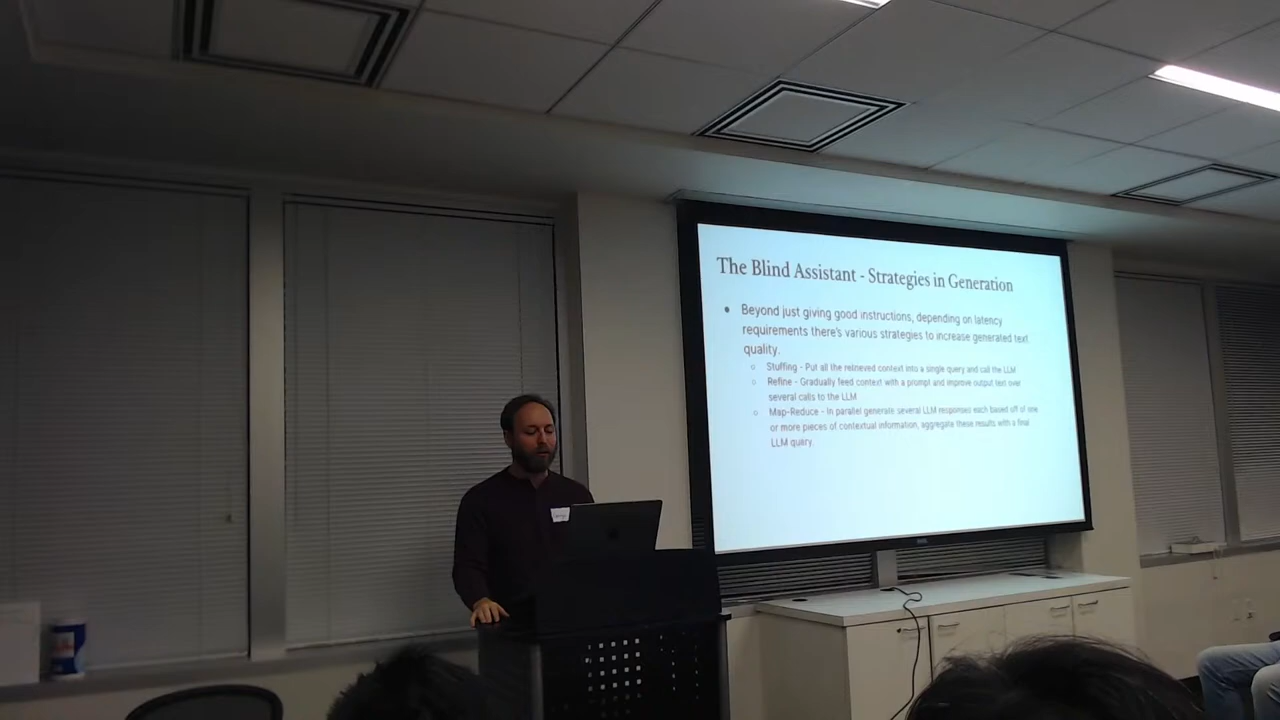 The Blind Assistant - Strategies in Generation
Beyond just giving good instructions, depending on latency
requirements there's various strategies to increase generated text
quality.
Stuffing - Put all the retrieved context into a single query and call the LLM
Refine - Gradually feed context with a prompt and improve output text over
several calls to the LLM
Map-Reduce - In parallel generate several LLM responses each based off of one
or more pieces of contextual information, aggregate these results with a final
LLM query.